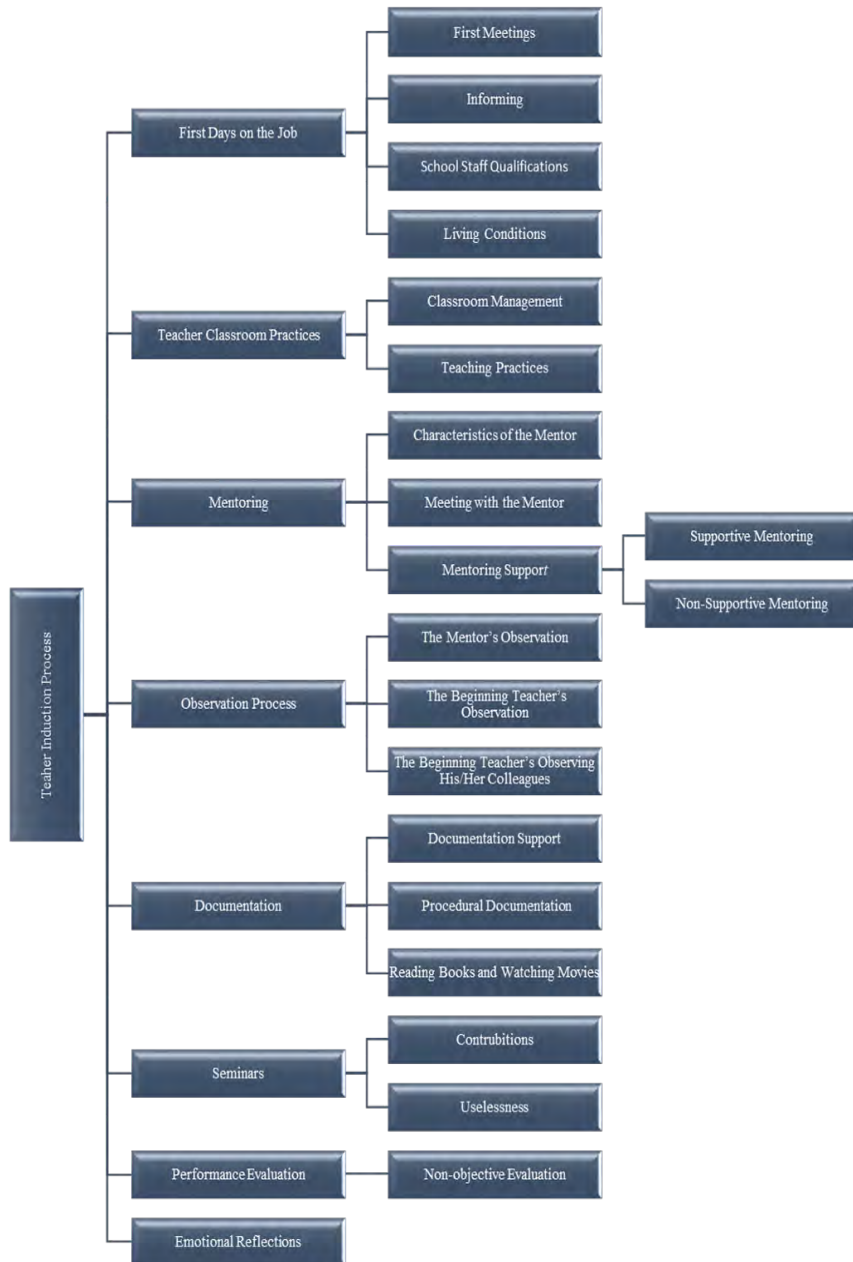 Teaher Induction Process
First Days on the Job
First Meetings
Informing
School Staff Qualifications
Living Conditions
Teacher Classroom Practices
Classroom Management
Teaching Practices
Mentoring
Characteristics of the Mentor
Meeting with the Mentor
Mentoring Support
Supportive Mentoring
Non-Supportive Mentoring
Observation Process
The Mentor's Observation
The Beginning Teacher's
Observation
The Beginning Teacher's Observing
His/Her Colleagues
Documentation
Documentation Support
Procedural Documentation
Reading Books and Watching Movies
Seminars
Contrubitions
Uselessness
Performance Evaluation
Non-objective Evaluation
Emotional Reflections